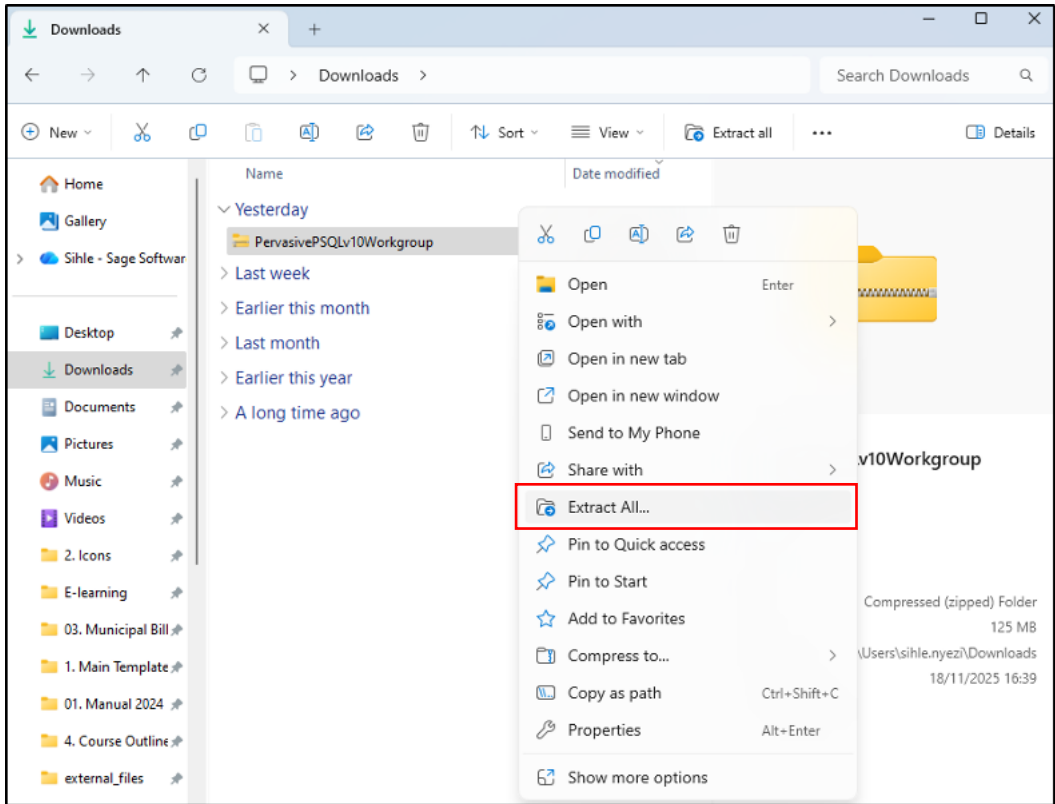 Downloads
Downloads
Search Downloads
New
Sort
View
Extract all
Details
Home
Gallery
Sihle - Sage Softwar
Desktop
Downloads
Documents
Pictures
Music
Videos
2. Icons
E-learning
03. Municipal Bill
1. Main Template
01. Manual 2024
4. Course Outline
external_files
Name
Date modified
Yesterday
PervasivePSQLv10Workgroup
Last week
Earlier this month
Last month
Earlier this year
A long time ago
Open Enter
Open with
Open in new tab
Open in new window
Send to My Phone
Share with
Extract All...
Pin to Quick access
Pin to Start
Add to Favorites
Compress to...
Copy as path Ctrl+Shift+C
Properties Alt+Enter
Show more options
.v10Workgroup
Compressed (zipped) Folder
125 MB
\Users\sihle.nyezi\Downloads
18/11/2025 16:39